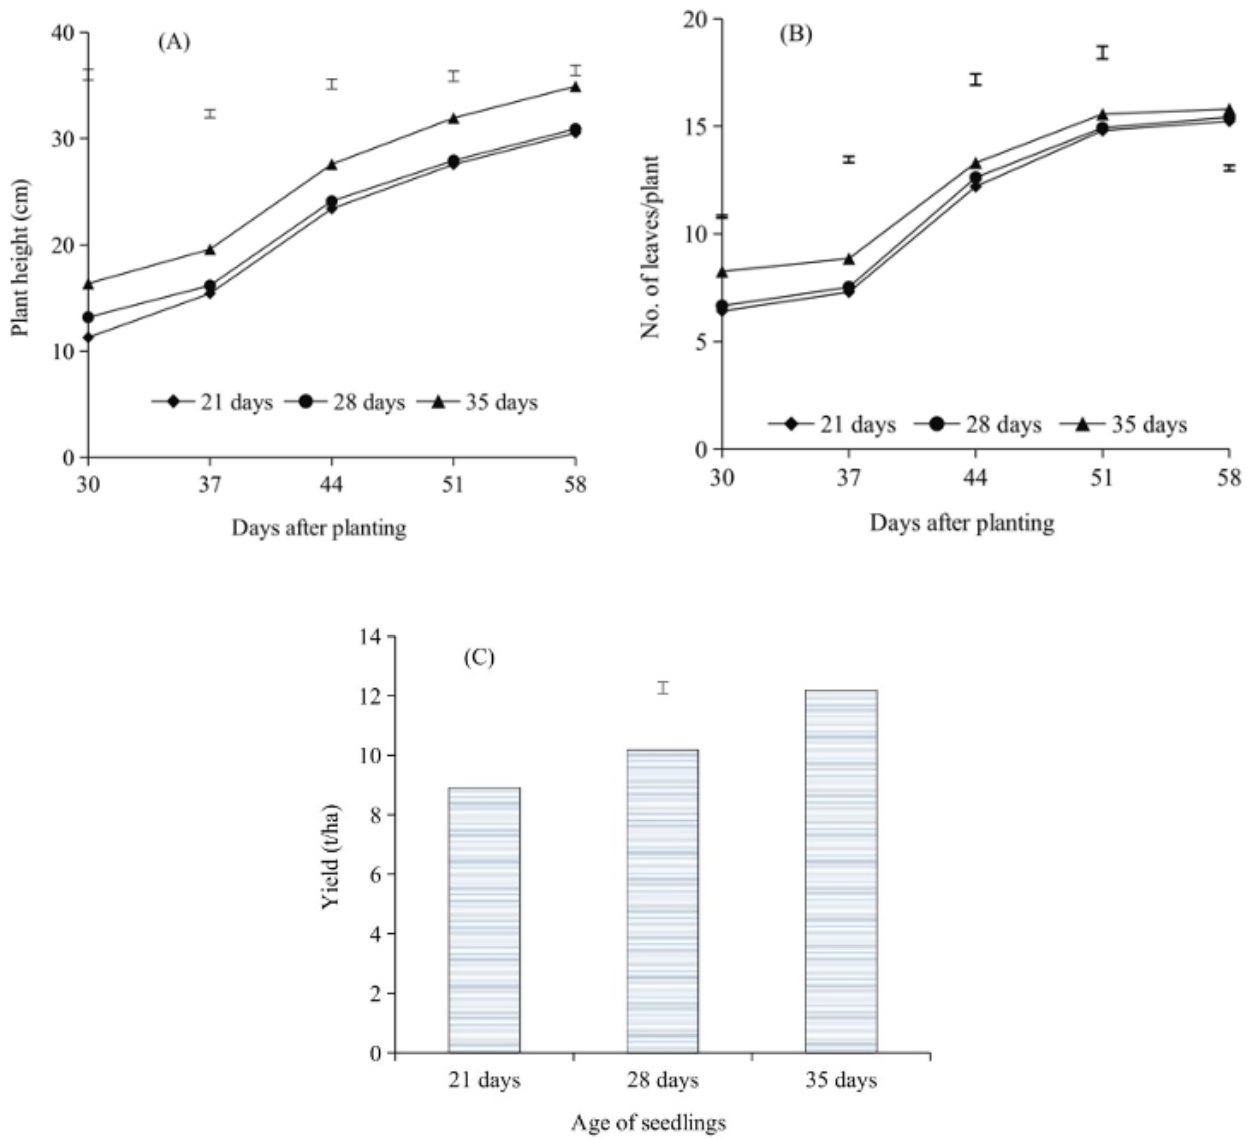 (A)
40
30
20
10
0
Plant height (cm)
21 days 28 days 35 days
30 37 44 51 58
Days after planting
(B)
20
15
10
5
0
No. of leaves/plant
21 days 28 days 35 days
30 37 44 51 58
Days after planting
(C)
14
12
10
8
6
4
2
0
Yield (t/ha)
21 days 28 days 35 days
Age of seedlings